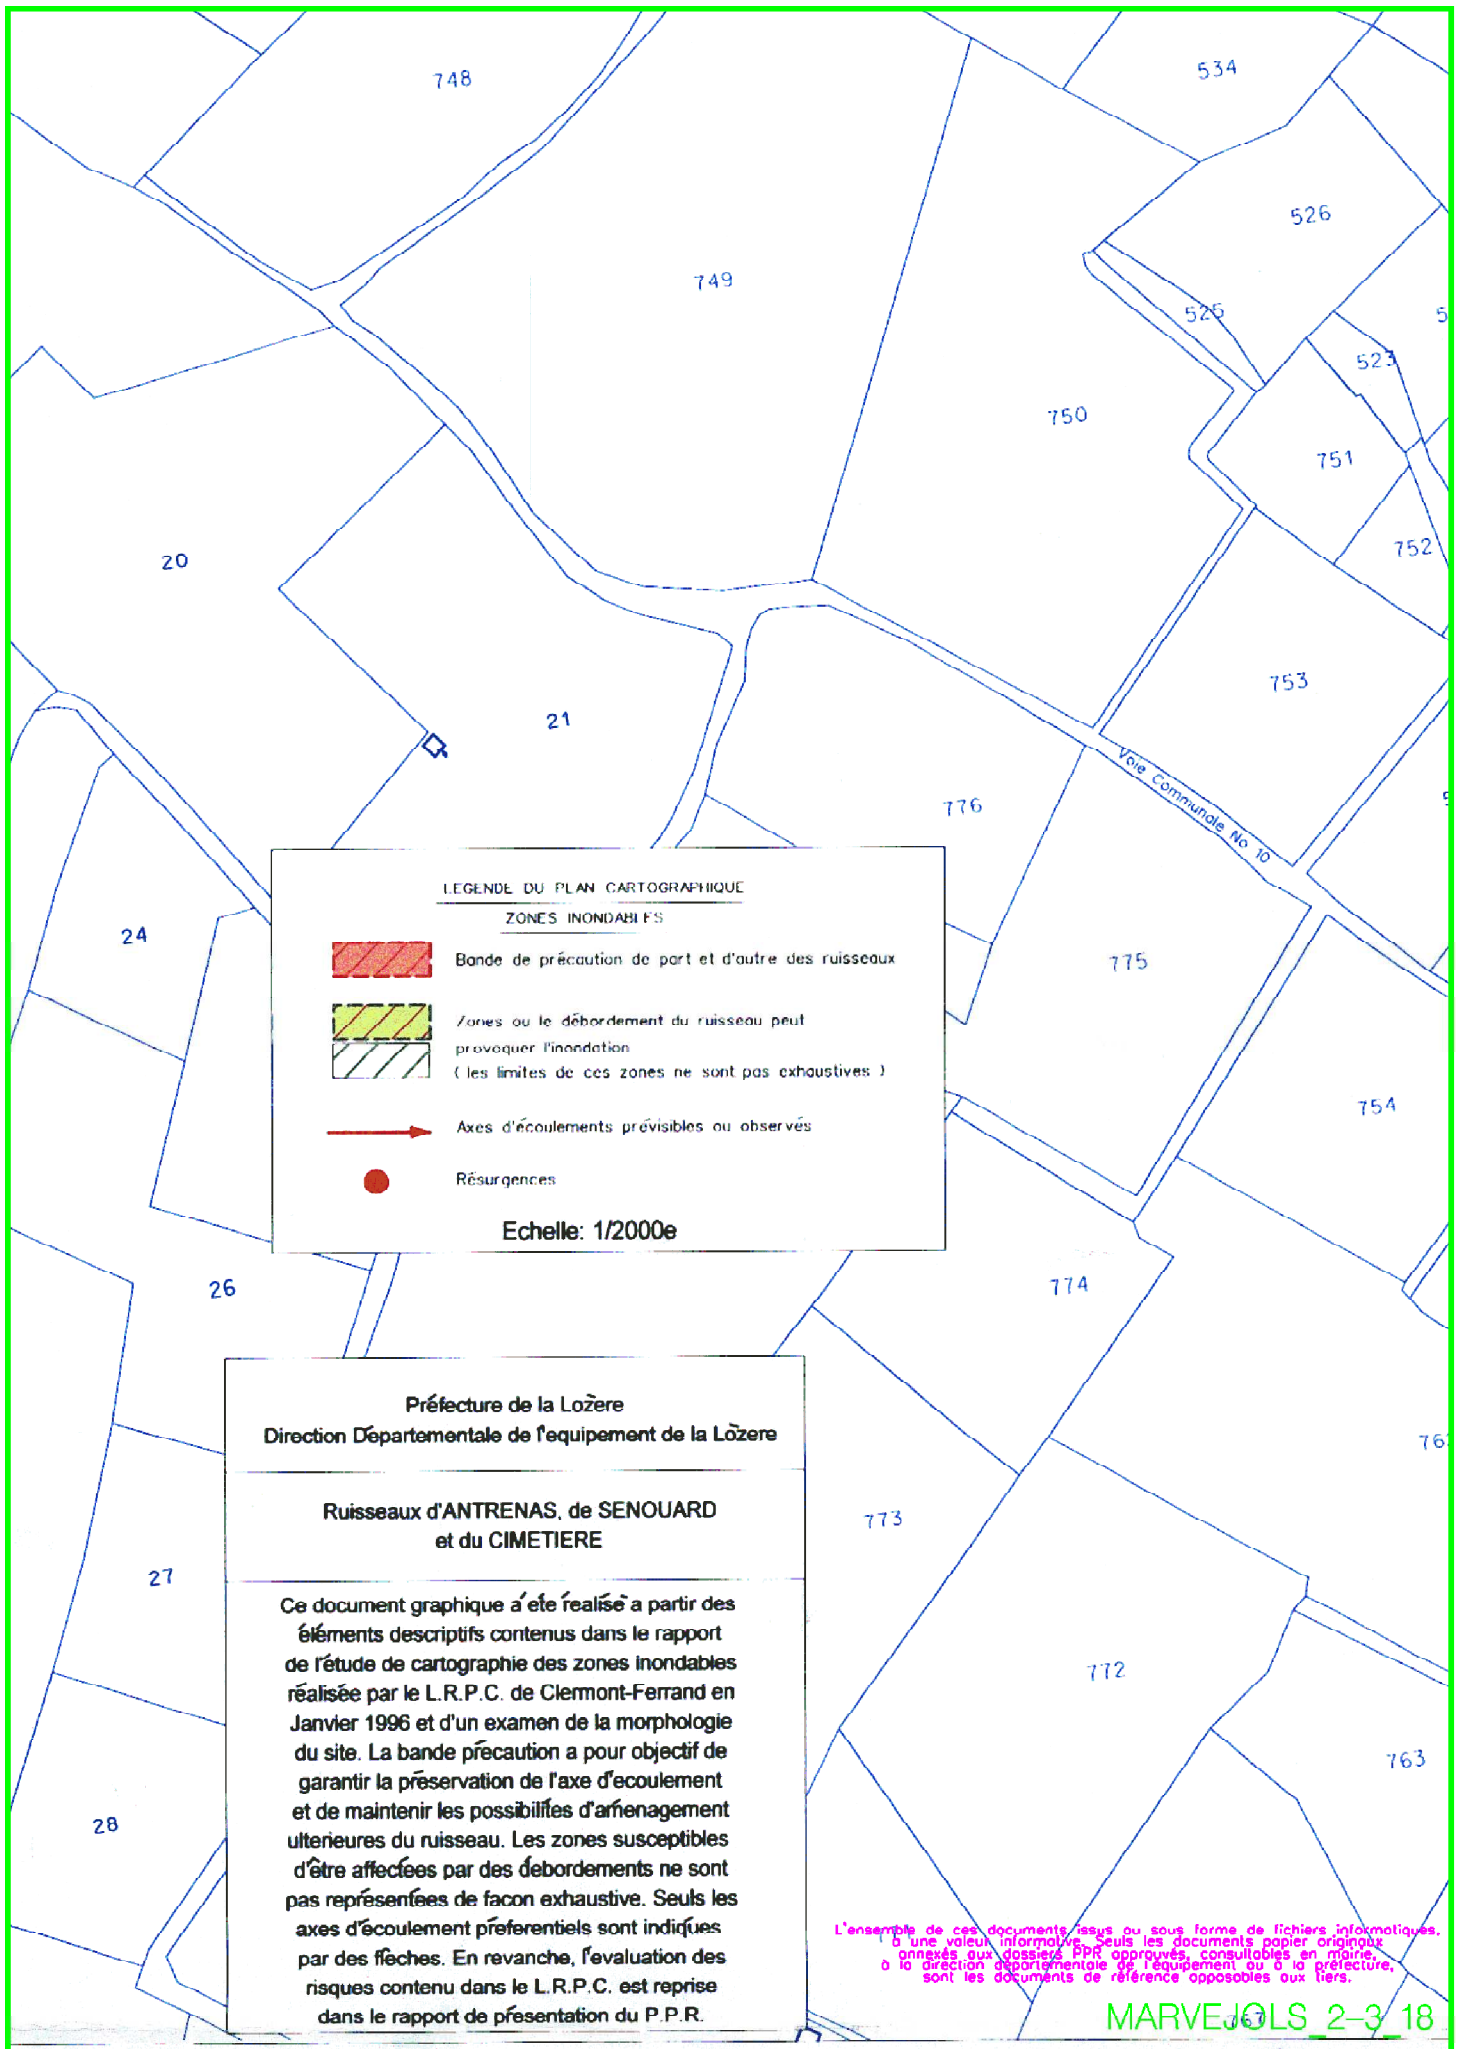 748
534
526
749
525
523
750
751
752
20
753
21
Voie Communale No 10
776
24
775
754
LEGENDE DU PLAN CARTOGRAPHIQUE
ZONES INONDABLES
Bande de précaution de part et d'autre des ruisseaux
Zones ou le débordement du ruisseau peut
provoquer l'inondation
( les limites de ces zones ne sont pas exhaustives )
Axes d'écoulements prévisibles ou observés
Résurgences
Echelle: 1/2000e
26
774
773
27
772
763
28
Préfecture de la Lozère
Direction Départementale de l'equipement de la Lozère
Ruisseaux d'ANTRENAS, de SENOUARD
et du CIMETIERE
Ce document graphique a été réalisé a partir des
éléments descriptifs contenus dans le rapport
de l'étude de cartographie des zones inondables
réalisée par le L.R.P.C. de Clermont-Ferrand en
Janvier 1996 et d'un examen de la morphologie
du site. La bande précaution a pour objectif de
garantir la préservation de l'axe d'ecoulement
et de maintenir les possibilités d'aménagement
ulterieures du ruisseau. Les zones susceptibles
d'être affectées par des debordements ne sont
pas représentées de facon exhaustive. Seuls les
axes d'écoulement préferentiels sont indiqués
par des flèches. En revanche, l'evaluation des
risques contenu dans le L.R.P.C. est reprise
dans le rapport de présentation du P.P.R.
L'ensemble de ces documents issus ou sous forme de fichiers informatiques,
a une valeur informative. Seuls les documents papier originaux
annexés aux dossiers PPR approuvés, consultables en mairie,
à la direction départementale de l'équipement ou à la préfecture,
sont les documents de référence opposables aux tiers.
767
MARVEJOLS_2-3_18